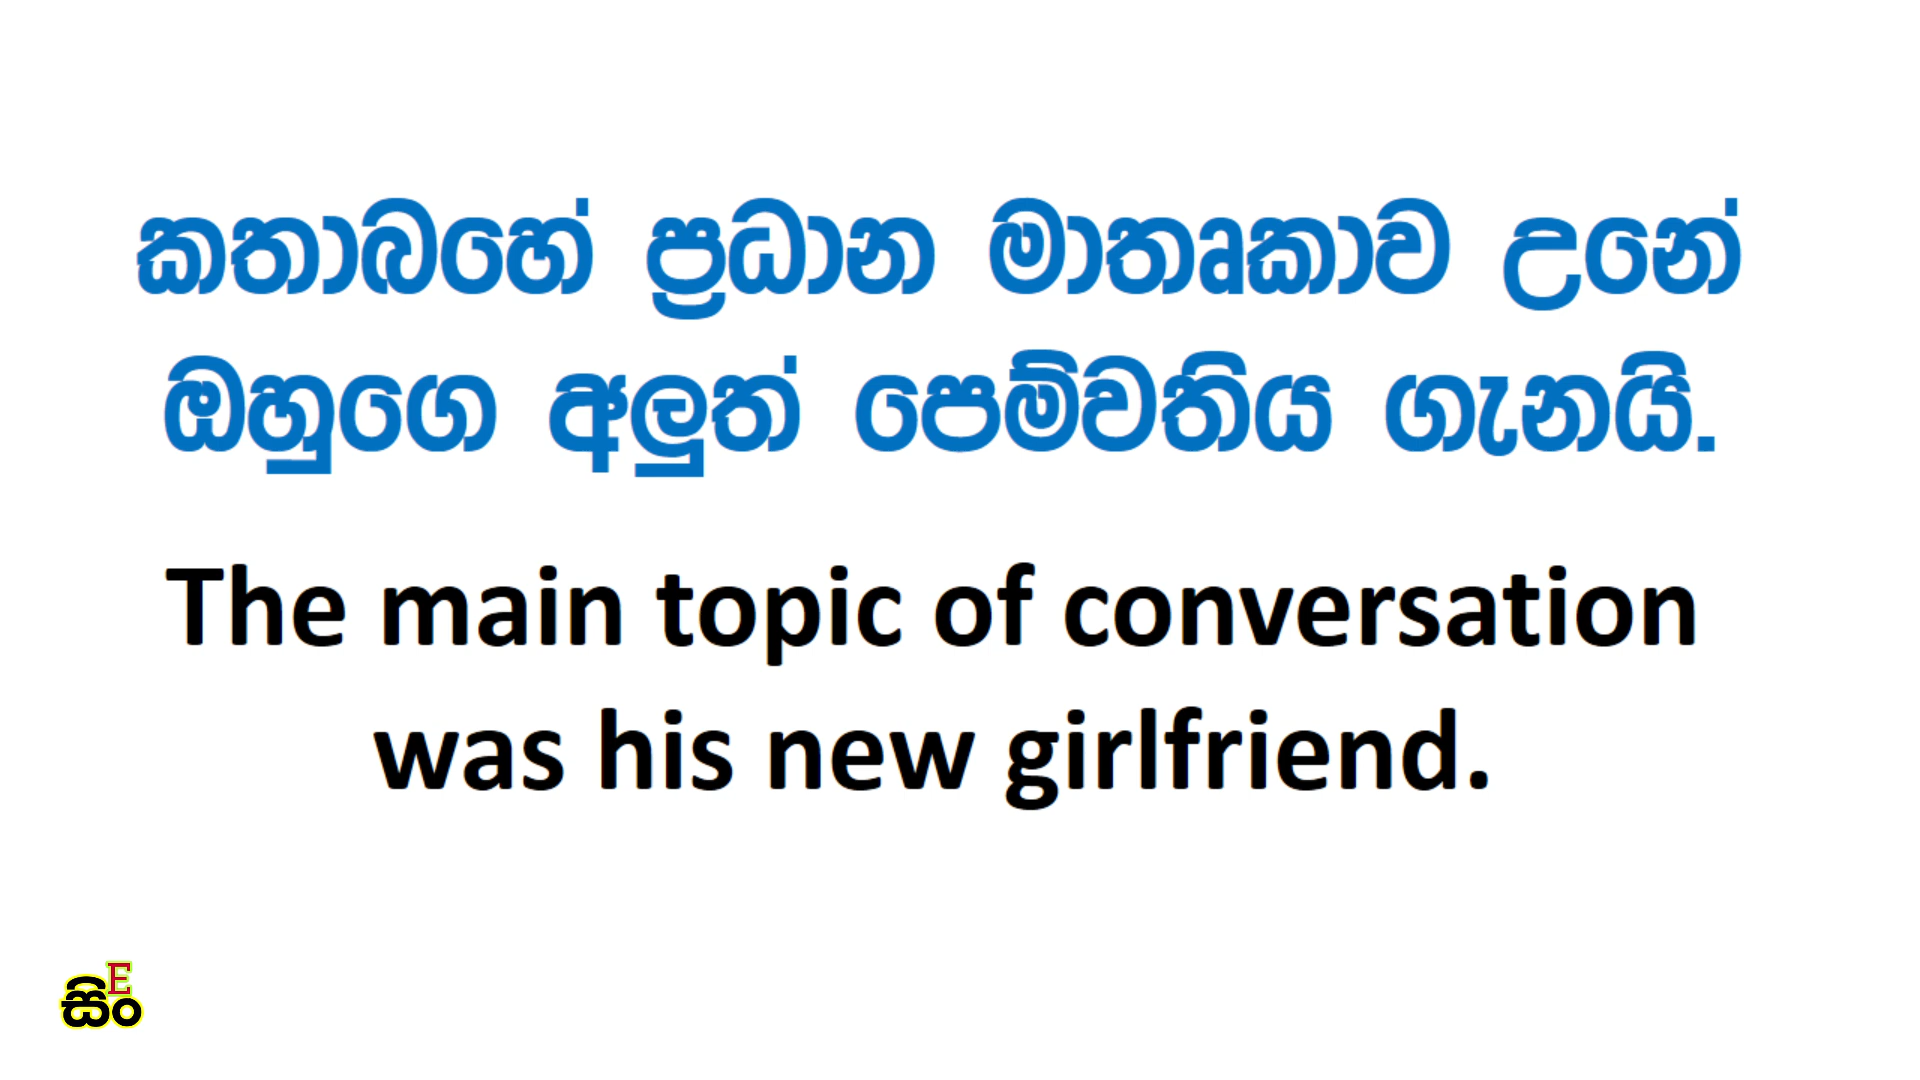 කතාබහේ ප්‍රධාන මාතෘකාව උනේ
ඔහුගෙ අලුත් පෙම්වතිය ගැනයි.
The main topic of conversation
was his new girlfriend.
සිං E